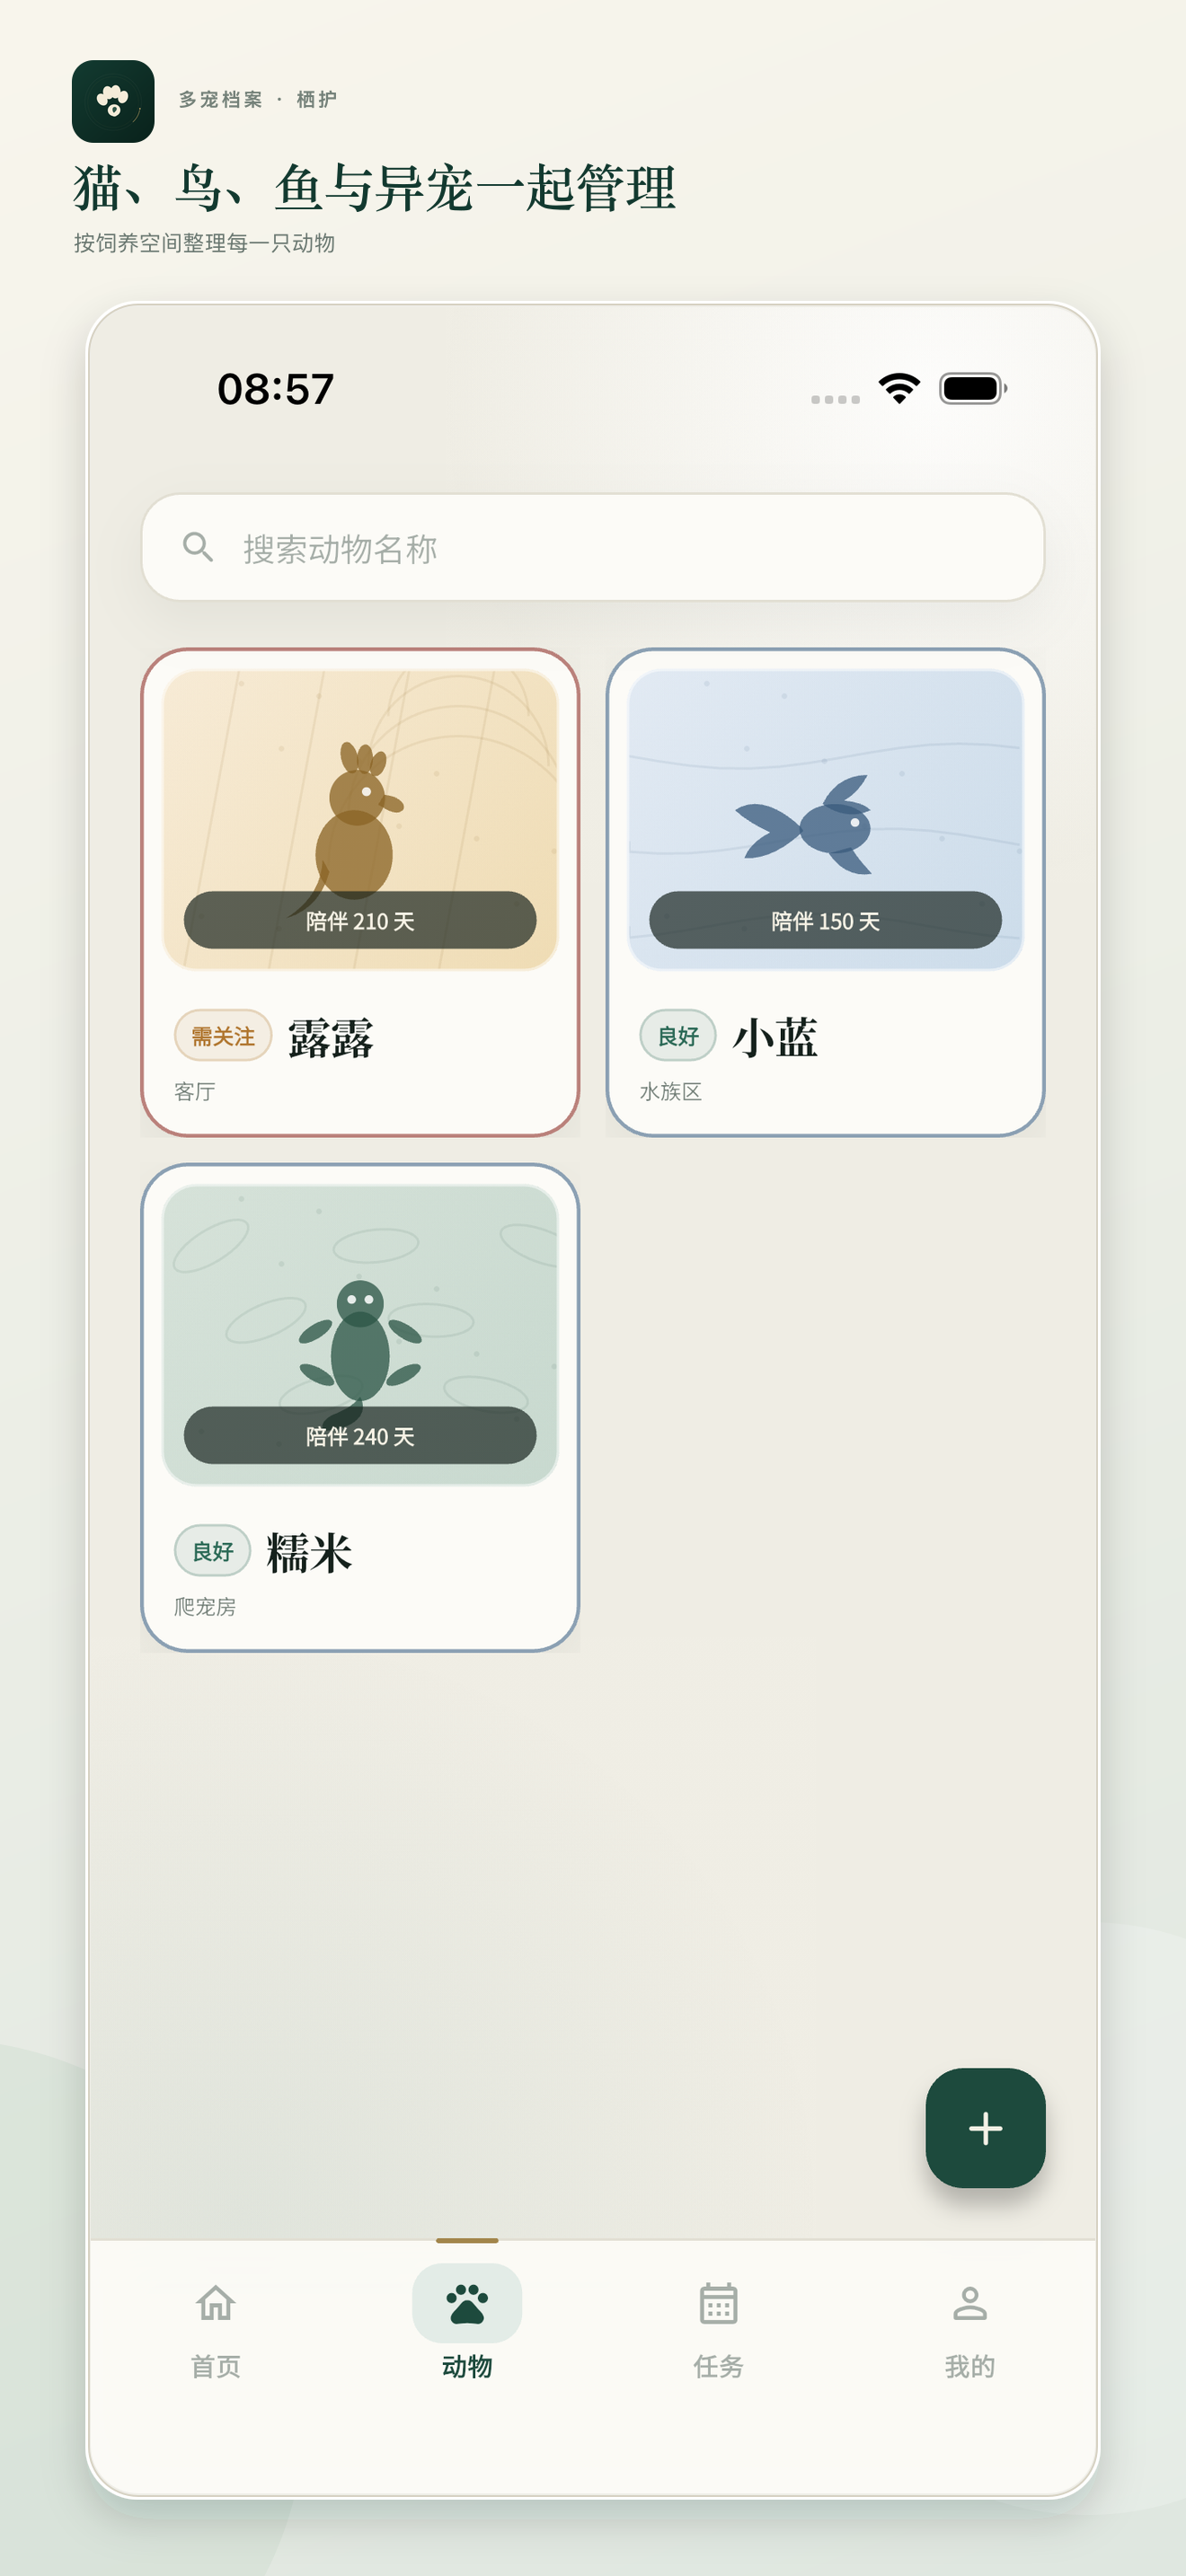 多宠档案 · 栖护
猫、鸟、鱼与异宠一起管理
按饲养空间整理每一只动物
08:57
搜索动物名称
陪伴 210 天
陪伴 150 天
需关注 露露
良好 小蓝
客厅
水族区
陪伴 240 天
良好 糯米
爬宠房
首页
动物
任务
我的